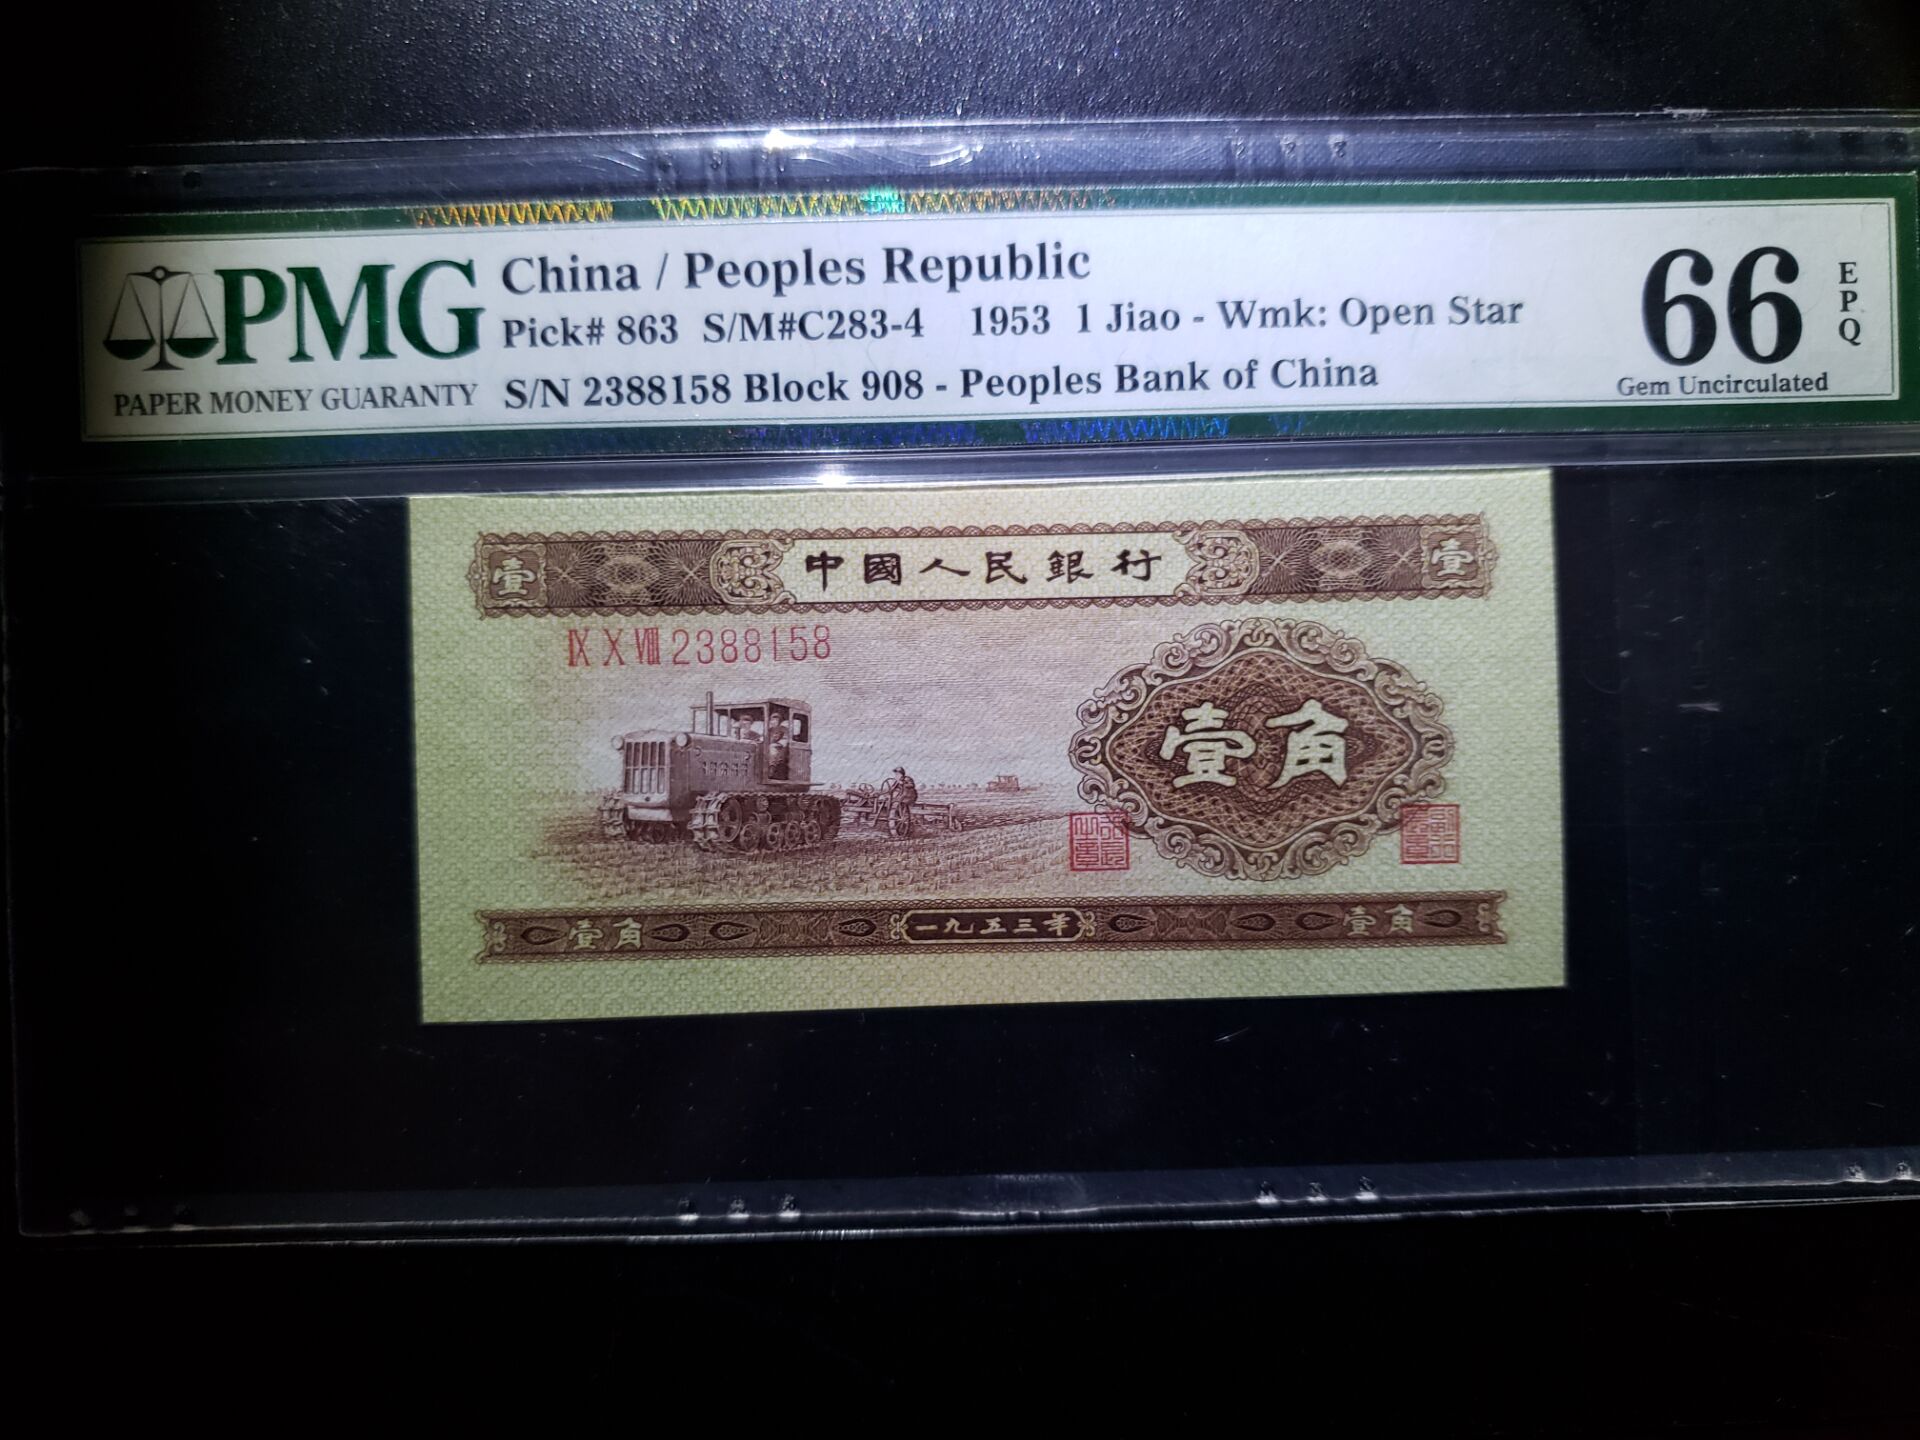 PMG
PAPER MONEY GUARANTY
China / Peoples Republic
Pick# 863 S/M#C283-4 1953 1 Jiao - Wmk: Open Star
S/N 2388158 Block 908 - Peoples Bank of China
66
EPQ
Gem Uncirculated
壹 中國人民銀行 壹
ⅨⅩⅧ2388158
壹角
壹角 一九五三年 壹角